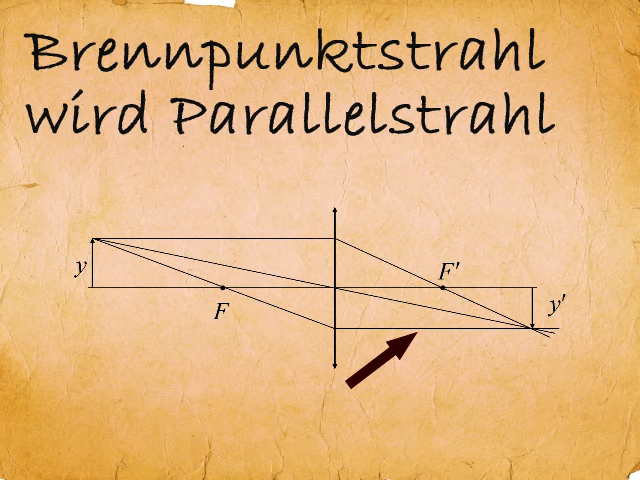 Brennpunktstrahl
wird Parallelstrahl
y
F'
F
y'